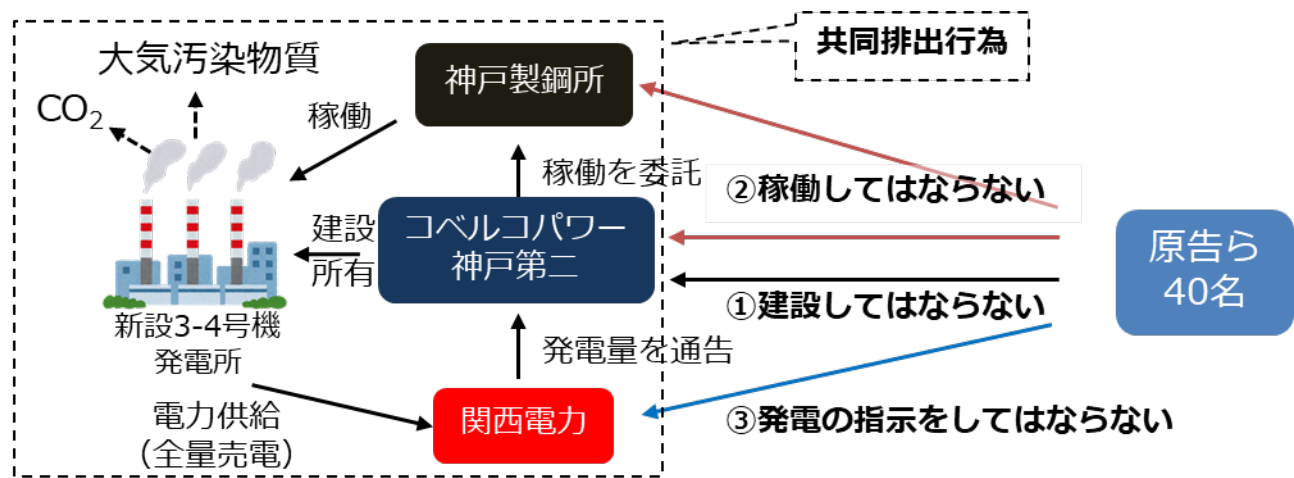 共同排出行為
大気汚染物質
CO₂
神戸製鋼所
稼働
稼働を委託
②稼働してはならない
建設
所有
コベルコパワー
神戸第二
①建設してはならない
原告ら
40名
新設3-4号機
発電所
発電量を通告
電力供給
（全量売電）
関西電力
③発電の指示をしてはならない